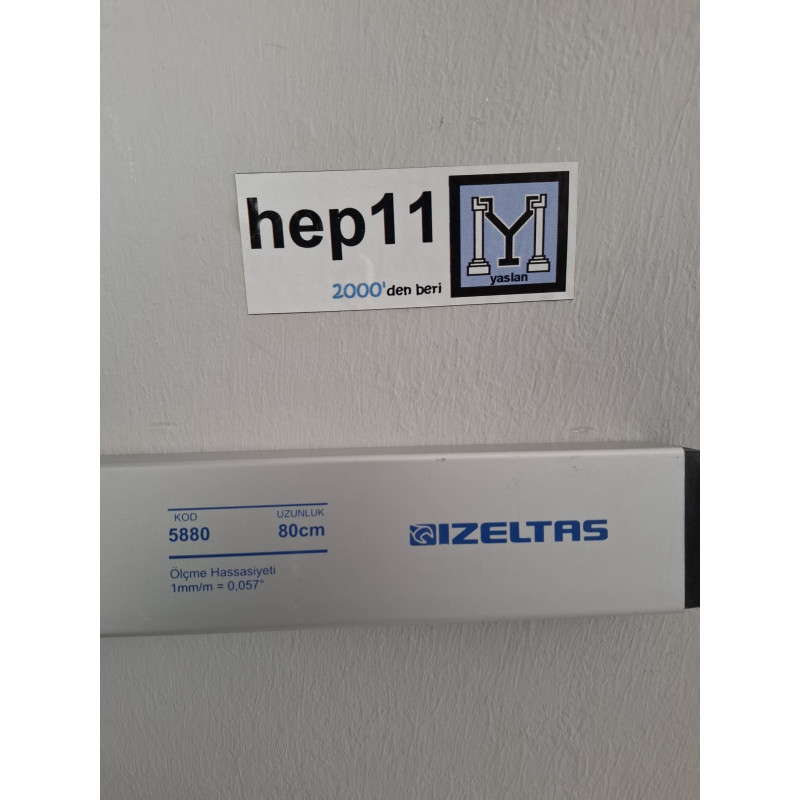 hep11
2000'den beri
yaslan
KOD UZUNLUK
5880 80cm
IZELTAS
Ölçme Hassasiyeti
1mm/m = 0,057°